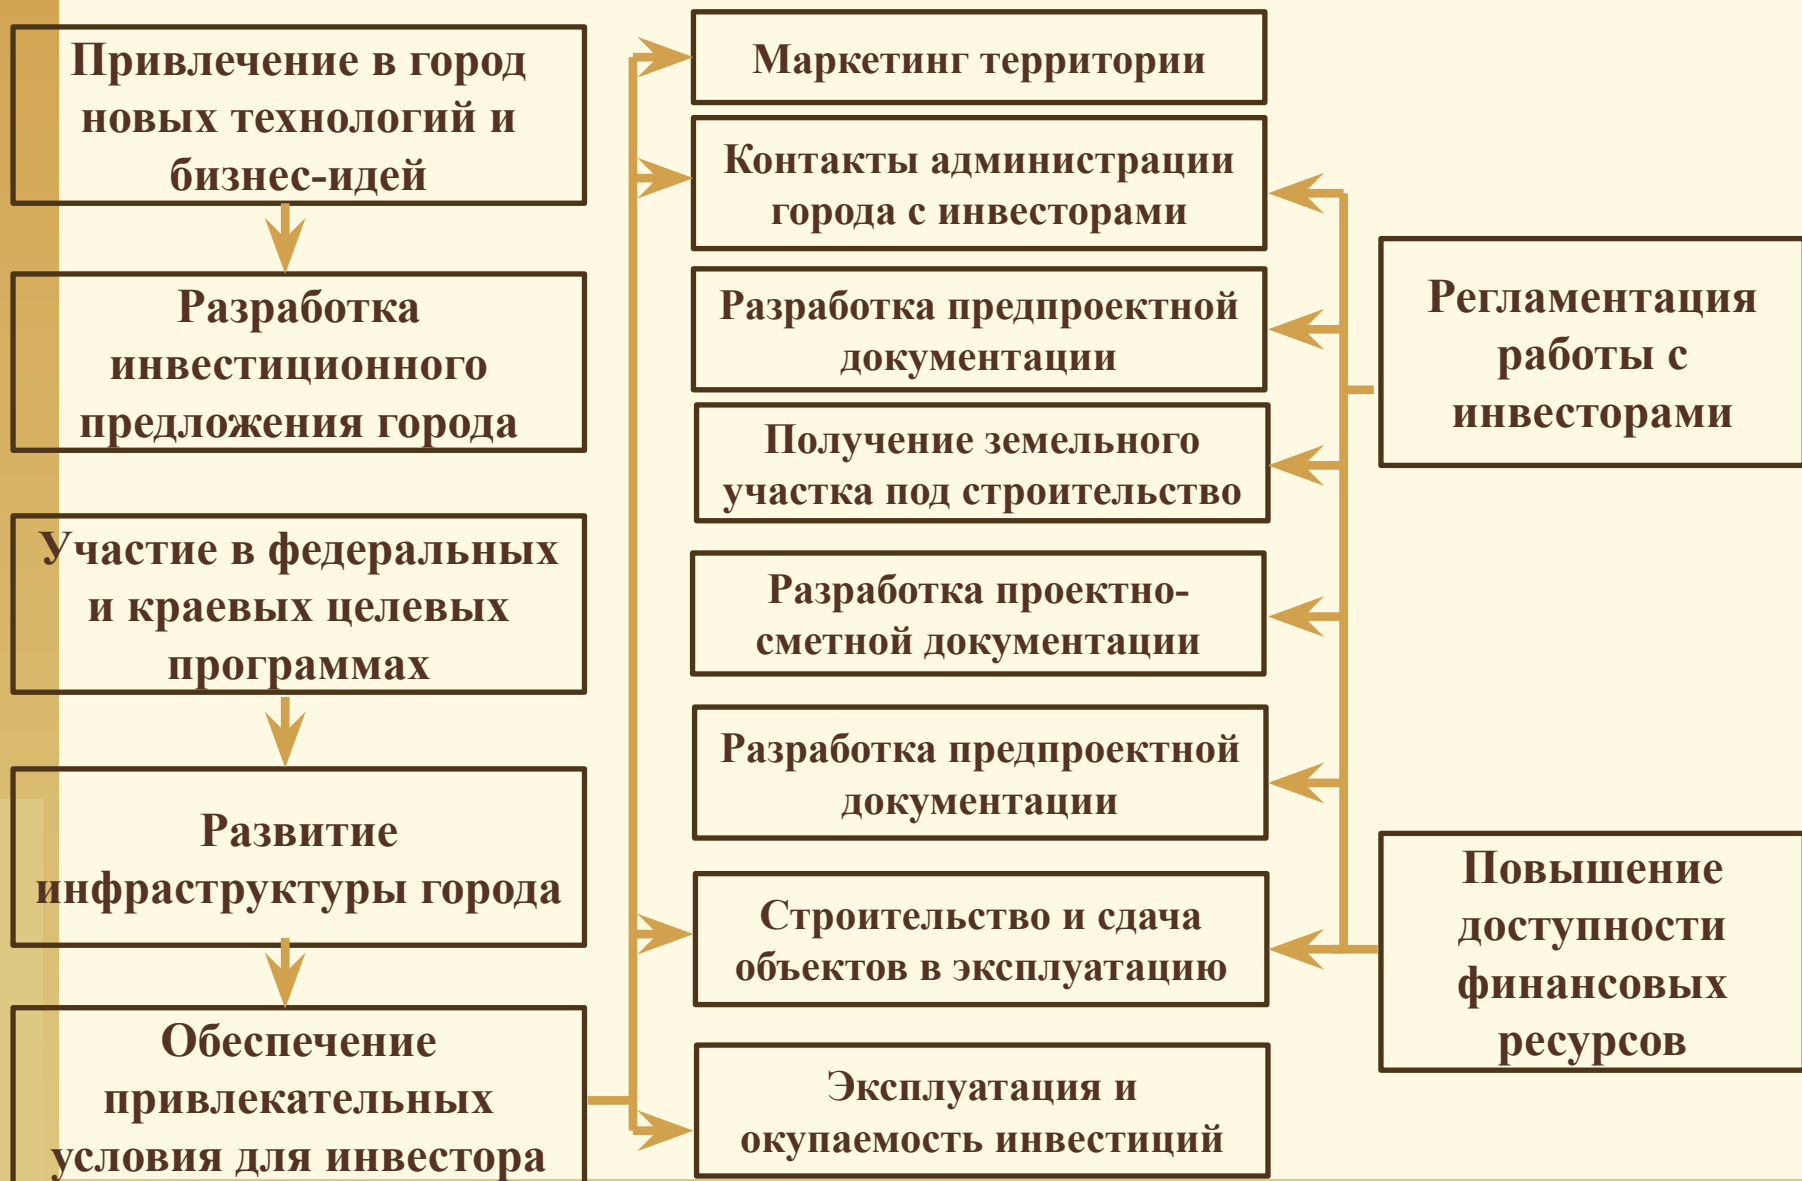 Привлечение в город
новых технологий и
бизнес-идей
Разработка
инвестиционного
предложения города
Участие в федеральных
и краевых целевых
программах
Развитие
инфраструктуры города
Обеспечение
привлекательных
условия для инвестора
Маркетинг территории
Контакты администрации
города с инвесторами
Разработка предпроектной
документации
Получение земельного
участка под строительство
Разработка проектно-
сметной документации
Разработка предпроектной
документации
Строительство и сдача
объектов в эксплуатацию
Эксплуатация и
окупаемость инвестиций
Регламентация
работы с
инвесторами
Повышение
доступности
финансовых
ресурсов